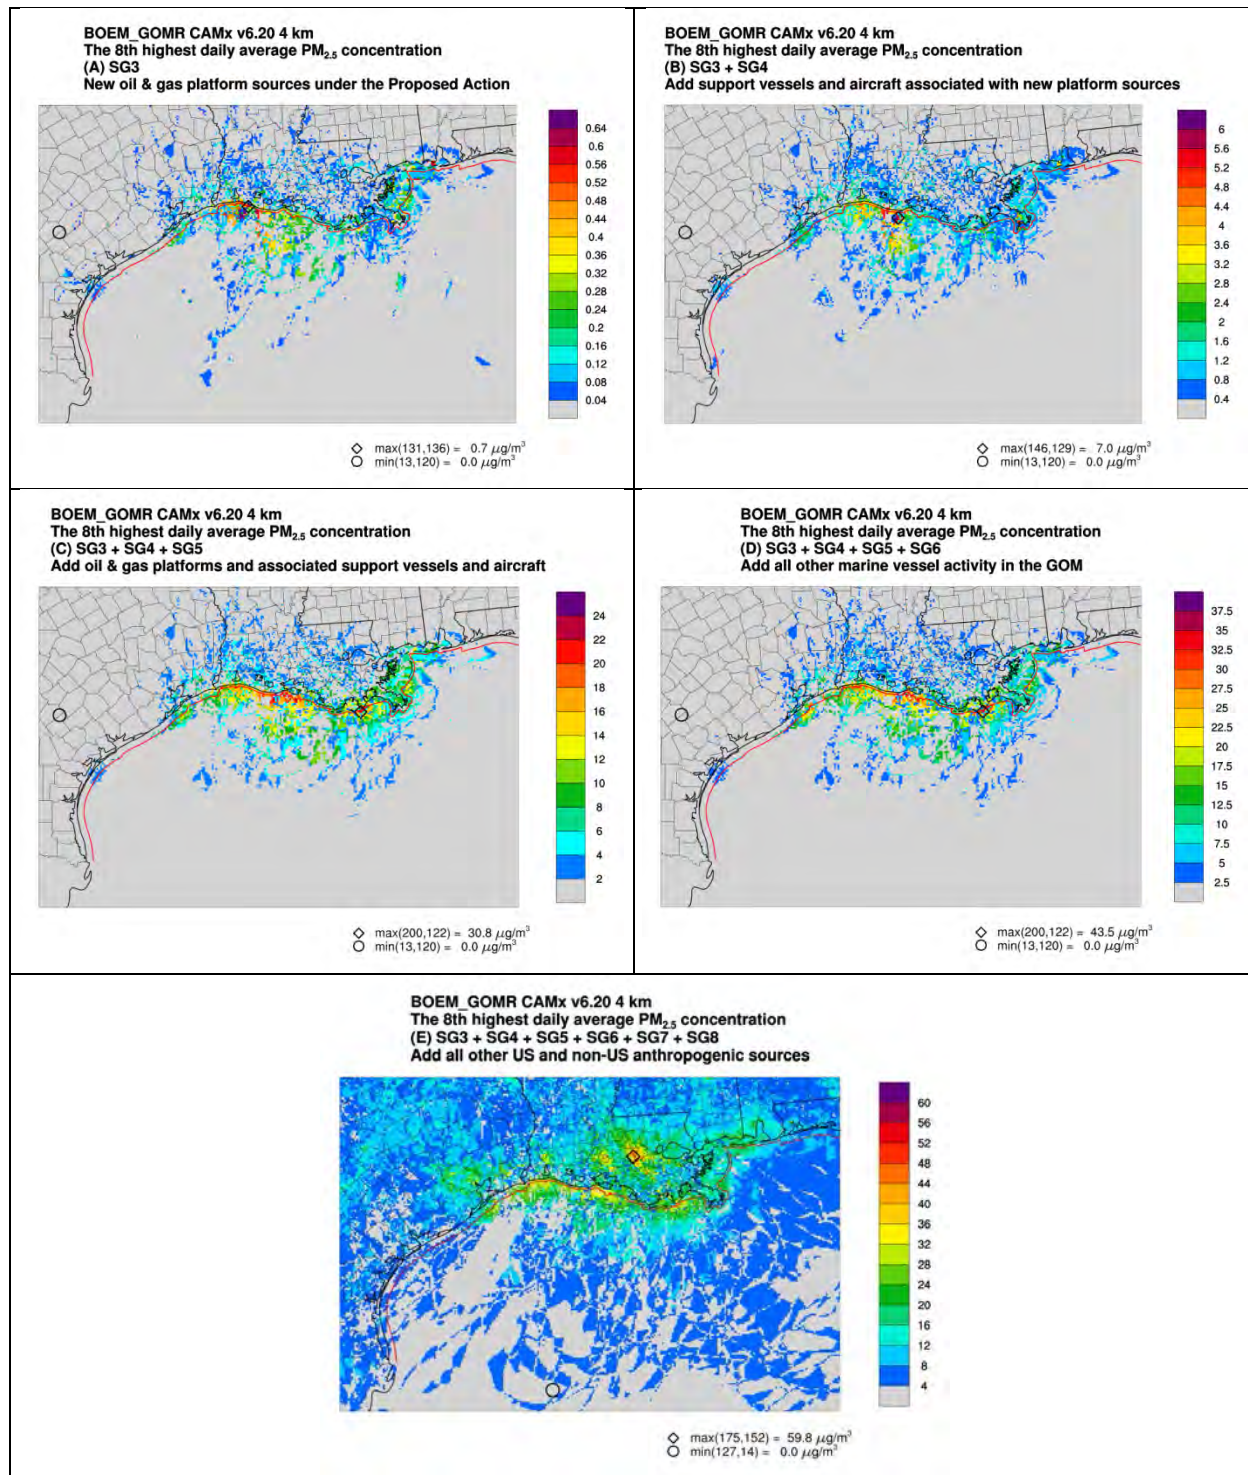 BOEM_GOMR CAMx v6.20 4 km
The 8th highest daily average PM2.5 concentration
(A) SG3
New oil & gas platform sources under the Proposed Action
0.64
0.6
0.56
0.52
0.48
0.44
0.4
0.36
0.32
0.28
0.24
0.2
0.16
0.12
0.08
0.04
max(131,136) = 0.7 µg/m3
min(13,120) = 0.0 µg/m3
BOEM_GOMR CAMx v6.20 4 km
The 8th highest daily average PM2.5 concentration
(B) SG3 + SG4
Add support vessels and aircraft associated with new platform sources
6
5.6
5.2
4.8
4.4
4
3.6
3.2
2.8
2.4
2
1.6
1.2
0.8
0.4
max(146,129) = 7.0 µg/m3
min(13,120) = 0.0 µg/m3
BOEM_GOMR CAMx v6.20 4 km
The 8th highest daily average PM2.5 concentration
(C) SG3 + SG4 + SG5
Add oil & gas platforms and associated support vessels and aircraft
24
22
20
18
16
14
12
10
8
6
4
2
max(200,122) = 30.8 µg/m3
min(13,120) = 0.0 µg/m3
BOEM_GOMR CAMx v6.20 4 km
The 8th highest daily average PM2.5 concentration
(D) SG3 + SG4 + SG5 + SG6
Add all other marine vessel activity in the GOM
37.5
35
32.5
30
27.5
25
22.5
20
17.5
15
12.5
10
7.5
5
2.5
max(200,122) = 43.5 µg/m3
min(13,120) = 0.0 µg/m3
BOEM_GOMR CAMx v6.20 4 km
The 8th highest daily average PM2.5 concentration
(E) SG3 + SG4 + SG5 + SG6 + SG7 + SG8
Add all other US and non-US anthropogenic sources
60
56
52
48
44
40
36
32
28
24
20
16
12
8
4
max(175,152) = 59.8 µg/m3
min(127,14) = 0.0 µg/m3